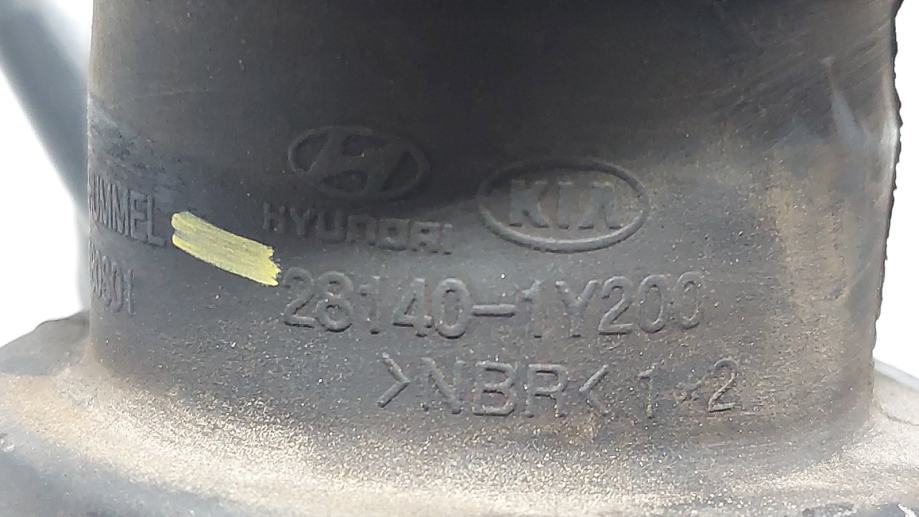 HYUNDAI
KIA
28140-1Y200
>NBR< 1-2